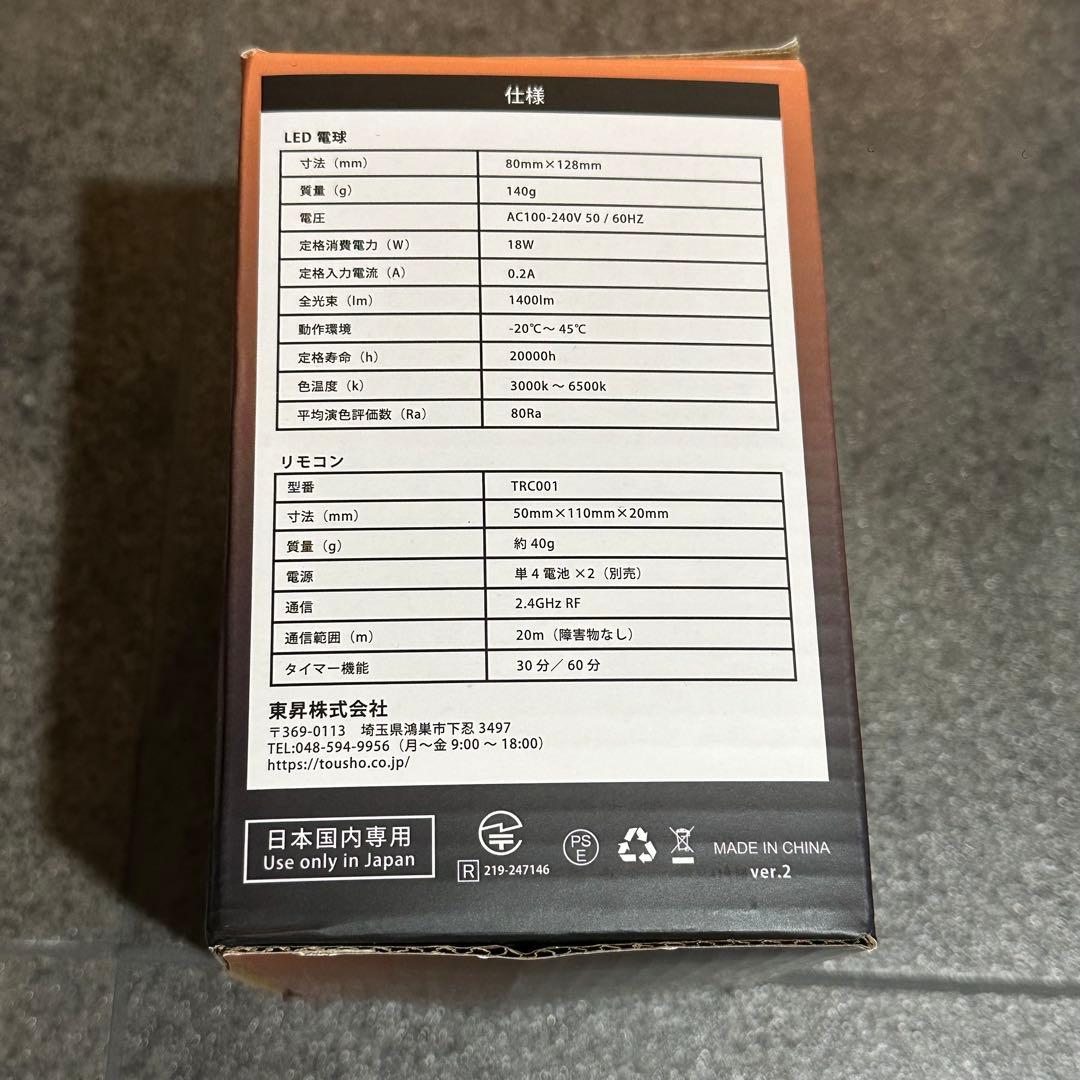 仕様
LED 電球
寸法（mm） 80mm×128mm
質量（g） 140g
電圧 AC100-240V 50 / 60HZ
定格消費電力（W） 18W
定格入力電流（A） 0.2A
全光束（lm） 1400lm
動作環境 -20℃～ 45℃
定格寿命（h） 20000h
色温度（k） 3000k ～ 6500k
平均演色評価数（Ra） 80Ra
リモコン
型番 TRC001
寸法（mm） 50mm×110mm×20mm
質量（g） 約 40g
電源 単 4 電池 ×2（別売）
通信 2.4GHz RF
通信範囲（m） 20m（障害物なし）
タイマー機能 30 分／ 60 分
東昇株式会社
〒369-0113　埼玉県鴻巣市下忍 3497
TEL:048-594-9956（月～金 9:00 ～ 18:00）
https://tousho.co.jp/
日本国内専用
Use only in Japan
R 219-247146
PS
E
MADE IN CHINA
ver.2